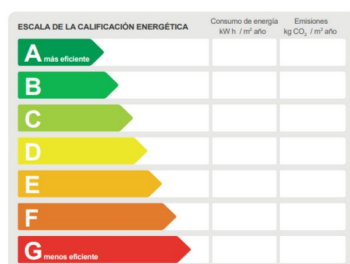 ESCALA DE LA CALIFICACIÓN ENERGÉTICA
Consumo de energía
kW h / m² año
Emisiones
kg CO₂ / m² año
A más eficiente
B
C
D
E
F
G menos eficiente